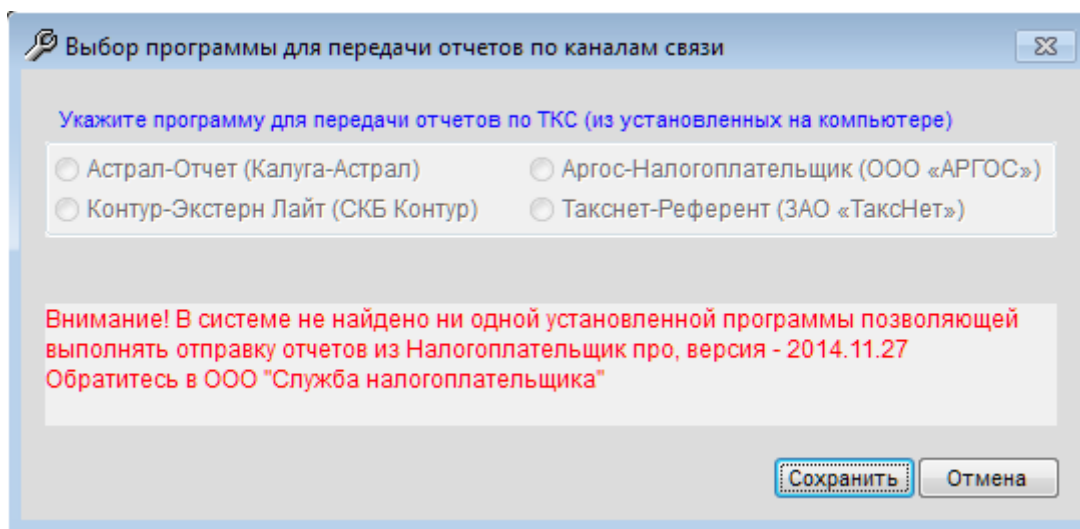 Выбор программы для передачи отчетов по каналам связи
Укажите программу для передачи отчетов по ТКС (из установленных на компьютере)
Астрал-Отчет (Калуга-Астрал) Аргос-Налогоплательщик (ООО «АРГОС»)
Контур-Экстерн Лайт (СКБ Контур) Такснет-Референт (ЗАО «ТаксНет»)
Внимание! В системе не найдено ни одной установленной программы позволяющей
выполнять отправку отчетов из Налогоплательщик про, версия - 2014.11.27
Обратитесь в ООО "Служба налогоплательщика"
Сохранить Отмена